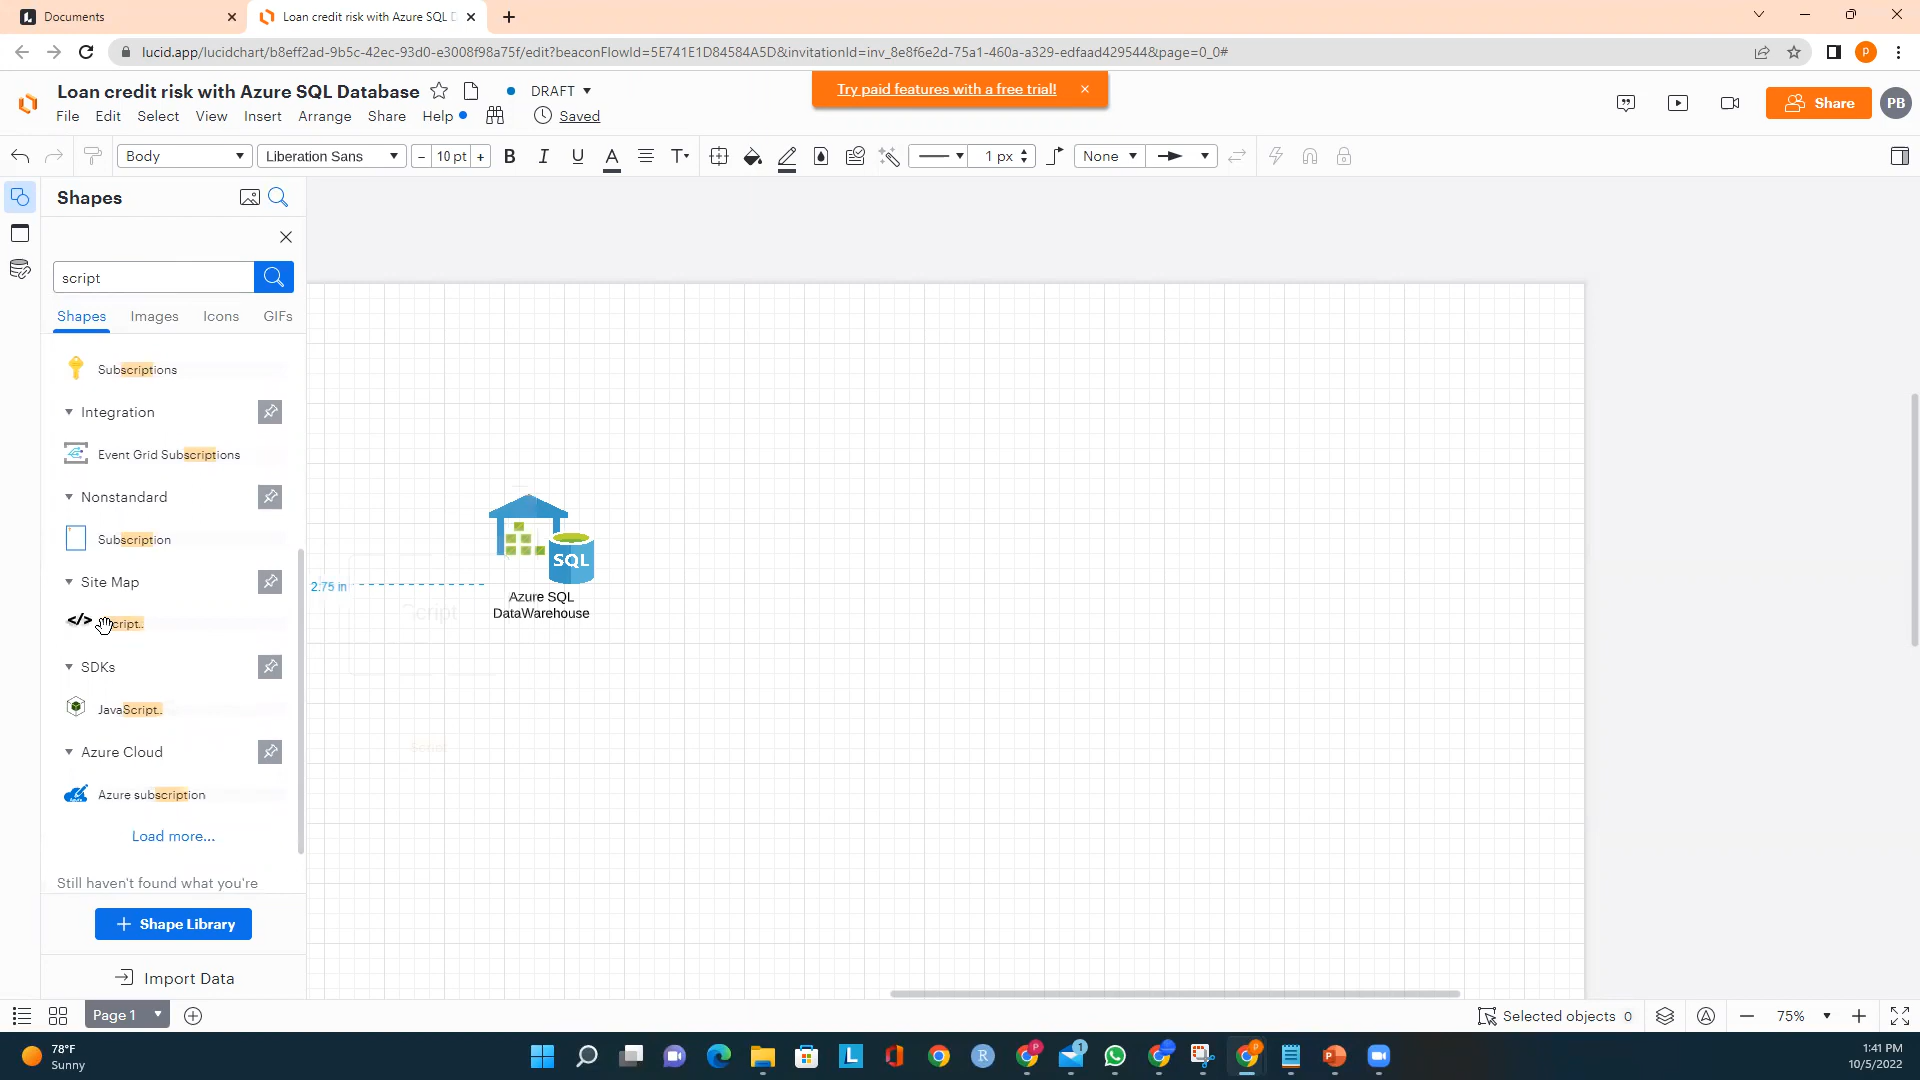 Documents
Loan credit risk with Azure SQL D
lucid.app/lucidchart/b8eff2ad-9b5c-42ec-93d0-e3008f98a75f/edit?beaconFlowId=5E741E1D84584A5D&invitationId=inv_8e8f6e2d-75a1-460a-a329-edfaad429544&page=0_0#
Loan credit risk with Azure SQL Database
DRAFT
Try paid features with a free trial!
File Edit Select View Insert Arrange Share Help
Saved
Share
PB
Body
Liberation Sans
10 pt
1 px
None
Shapes
script
Shapes Images Icons GIFs
Subscriptions
Integration
Event Grid Subscriptions
Nonstandard
Subscription
Site Map
cript..
SDKs
JavaScript..
Azure Cloud
Azure subscription
Load more...
Still haven't found what you're
+ Shape Library
Import Data
2.75 in
Script
Script
SQL
Azure SQL
DataWarehouse
Page 1
Selected objects 0
75%
78°F
Sunny
1
1:41 PM
10/5/2022